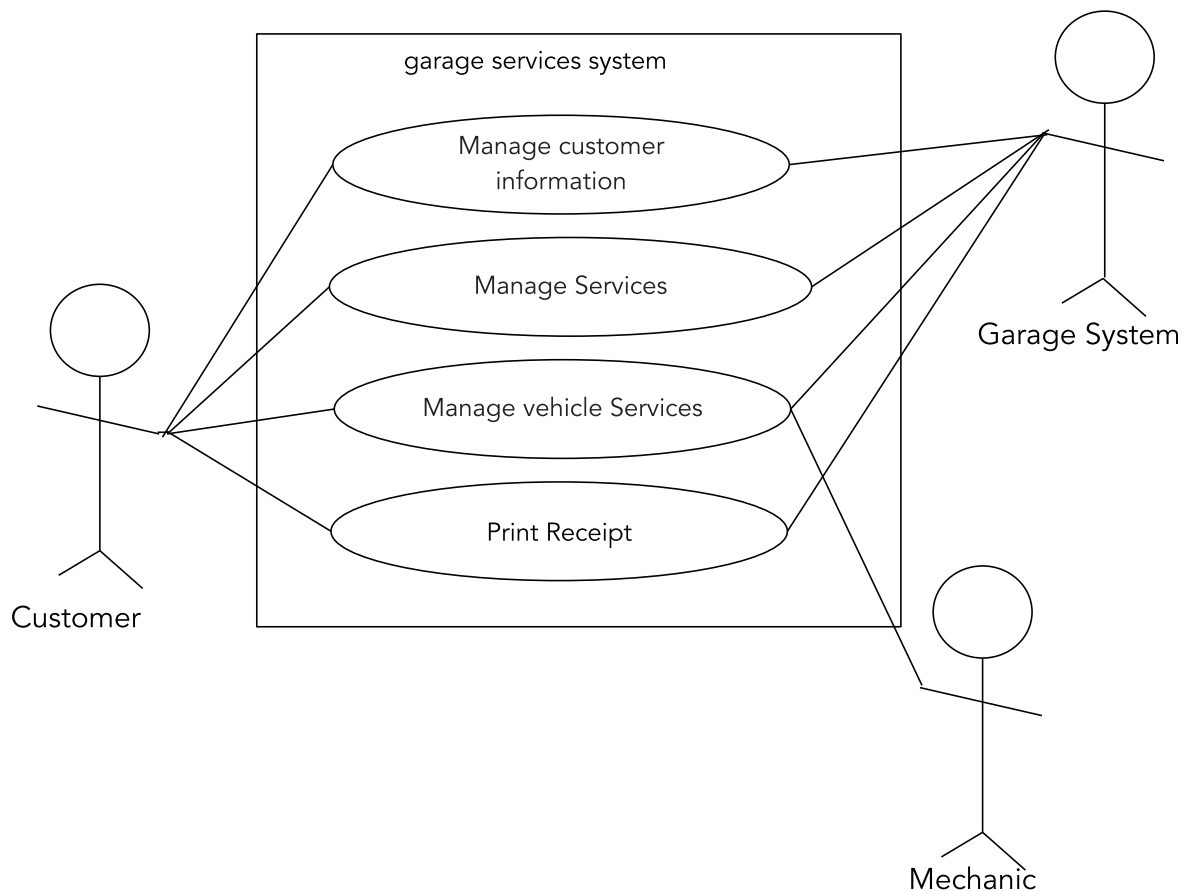 garage services system
Manage customer
information
Manage Services
Manage vehicle Services
Print Receipt
Customer
Garage System
Mechanic